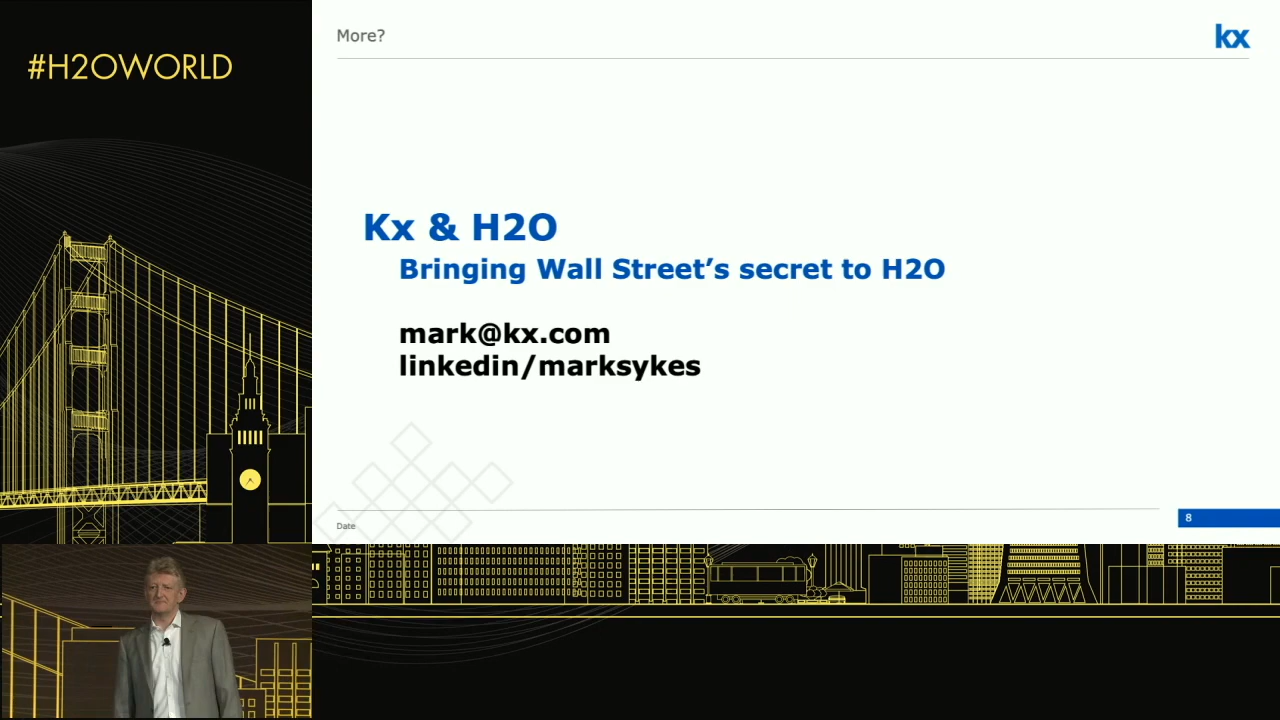 #H2OWORLD
More?
kx
Kx & H2O
Bringing Wall Street’s secret to H2O
mark@kx.com
linkedin/marksykes
Date
8